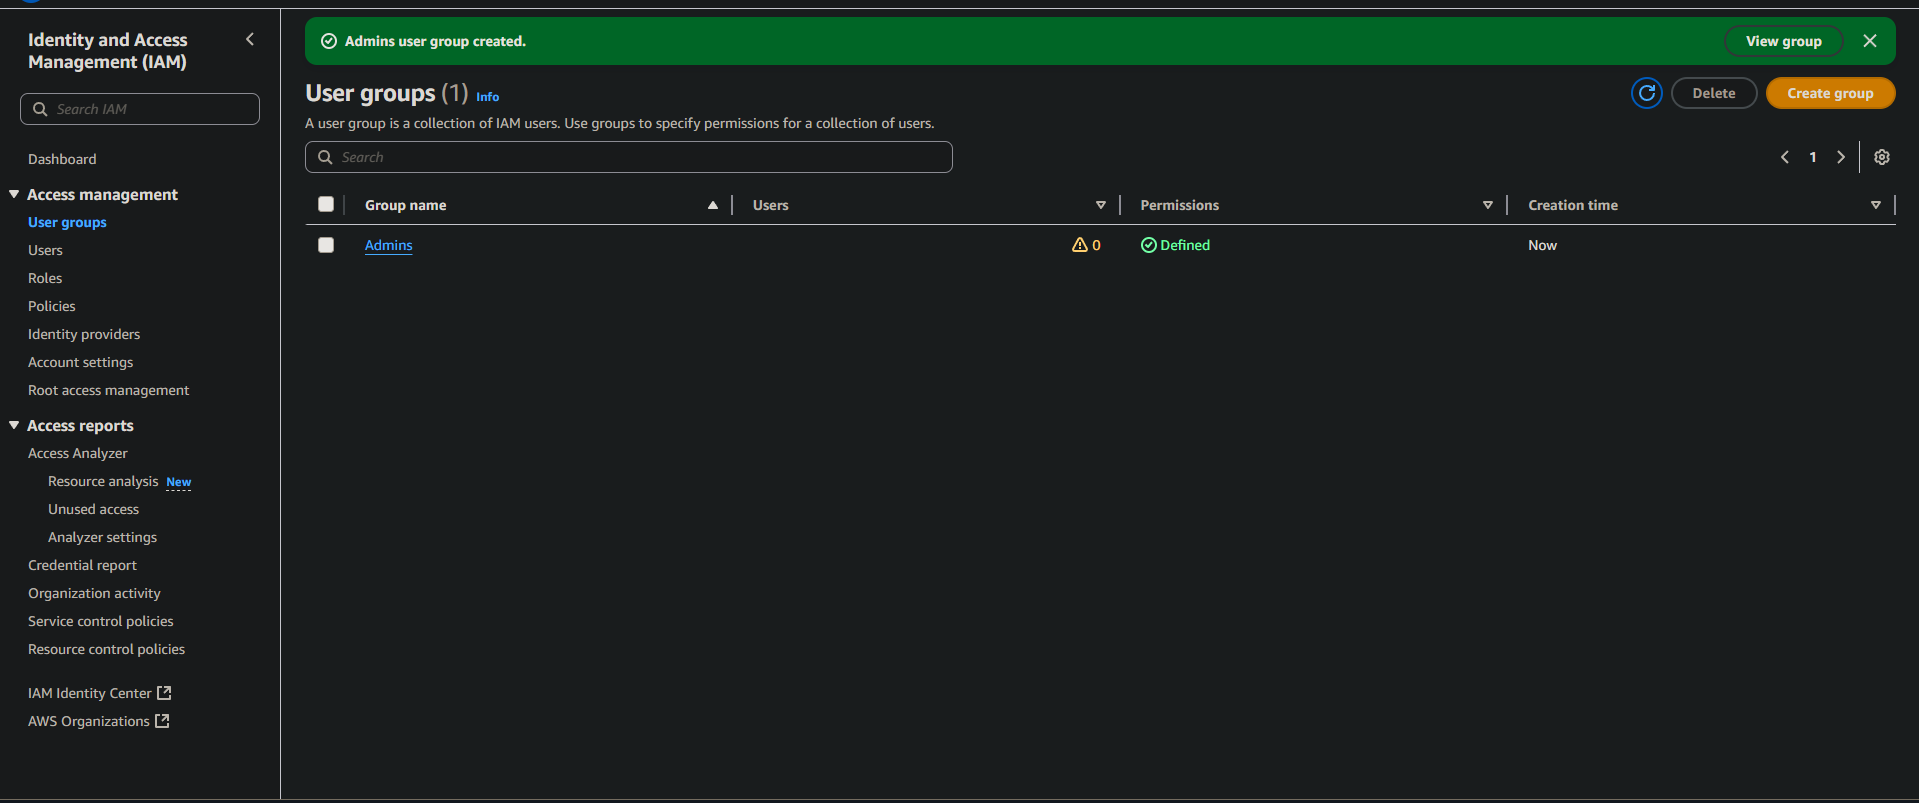 Identity and Access
Management (IAM)
Search IAM
Dashboard
Access management
User groups
Users
Roles
Policies
Identity providers
Account settings
Root access management
Access reports
Access Analyzer
Resource analysis New
Unused access
Analyzer settings
Credential report
Organization activity
Service control policies
Resource control policies
IAM Identity Center
AWS Organizations
Admins user group created.
View group
User groups (1) Info
Delete
Create group
A user group is a collection of IAM users. Use groups to specify permissions for a collection of users.
Search
1
Group name Users Permissions Creation time
Admins 0 Defined Now